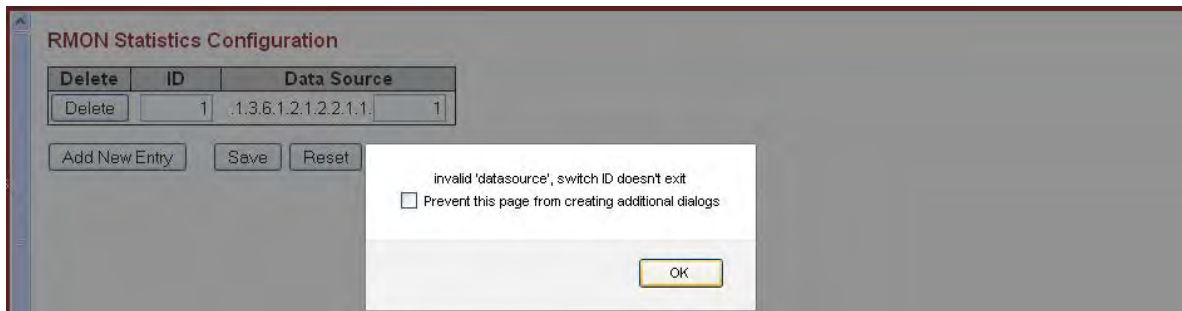 RMON Statistics Configuration
Delete ID Data Source
Delete 1 .1.3.6.1.2.1.2.2.1.1. 1
Add New Entry Save Reset
invalid 'datasource', switch ID doesn't exit
Prevent this page from creating additional dialogs
OK